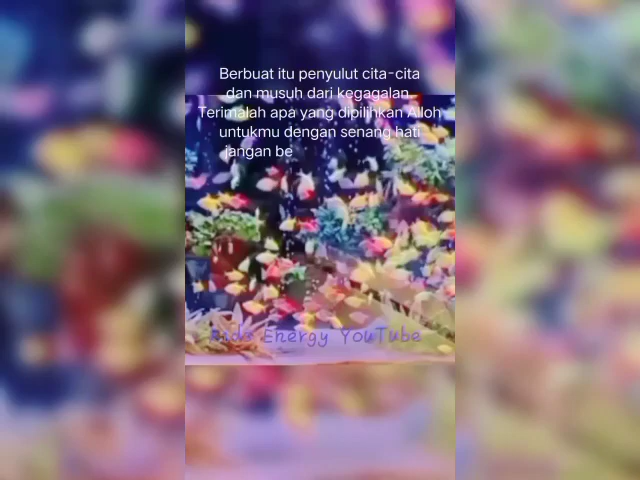 Berbuat itu penyulut cita-cita
dan musuh dari kegagalan.
Terimalah apa yang dipilihkan Alloh
untukmu dengan senang hati
jangan be
Energy YouTube